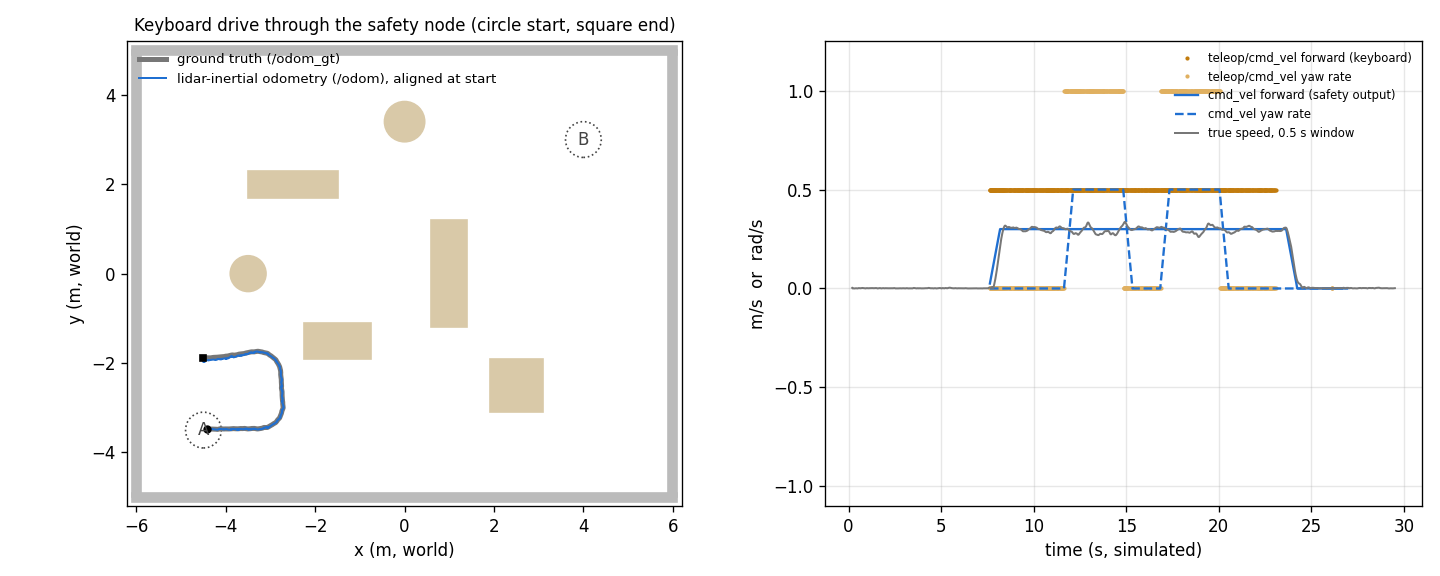 Keyboard drive through the safety node (circle start, square end)
ground truth (/odom_gt)
lidar-inertial odometry (/odom), aligned at start
B
A
4
2
0
−2
−4
y (m, world)
−6
−4
−2
0
2
4
6
x (m, world)
teleop/cmd_vel forward (keyboard)
teleop/cmd_vel yaw rate
cmd_vel forward (safety output)
cmd_vel yaw rate
true speed, 0.5 s window
1.0
0.5
0.0
−0.5
−1.0
m/s or rad/s
0
5
10
15
20
25
30
time (s, simulated)